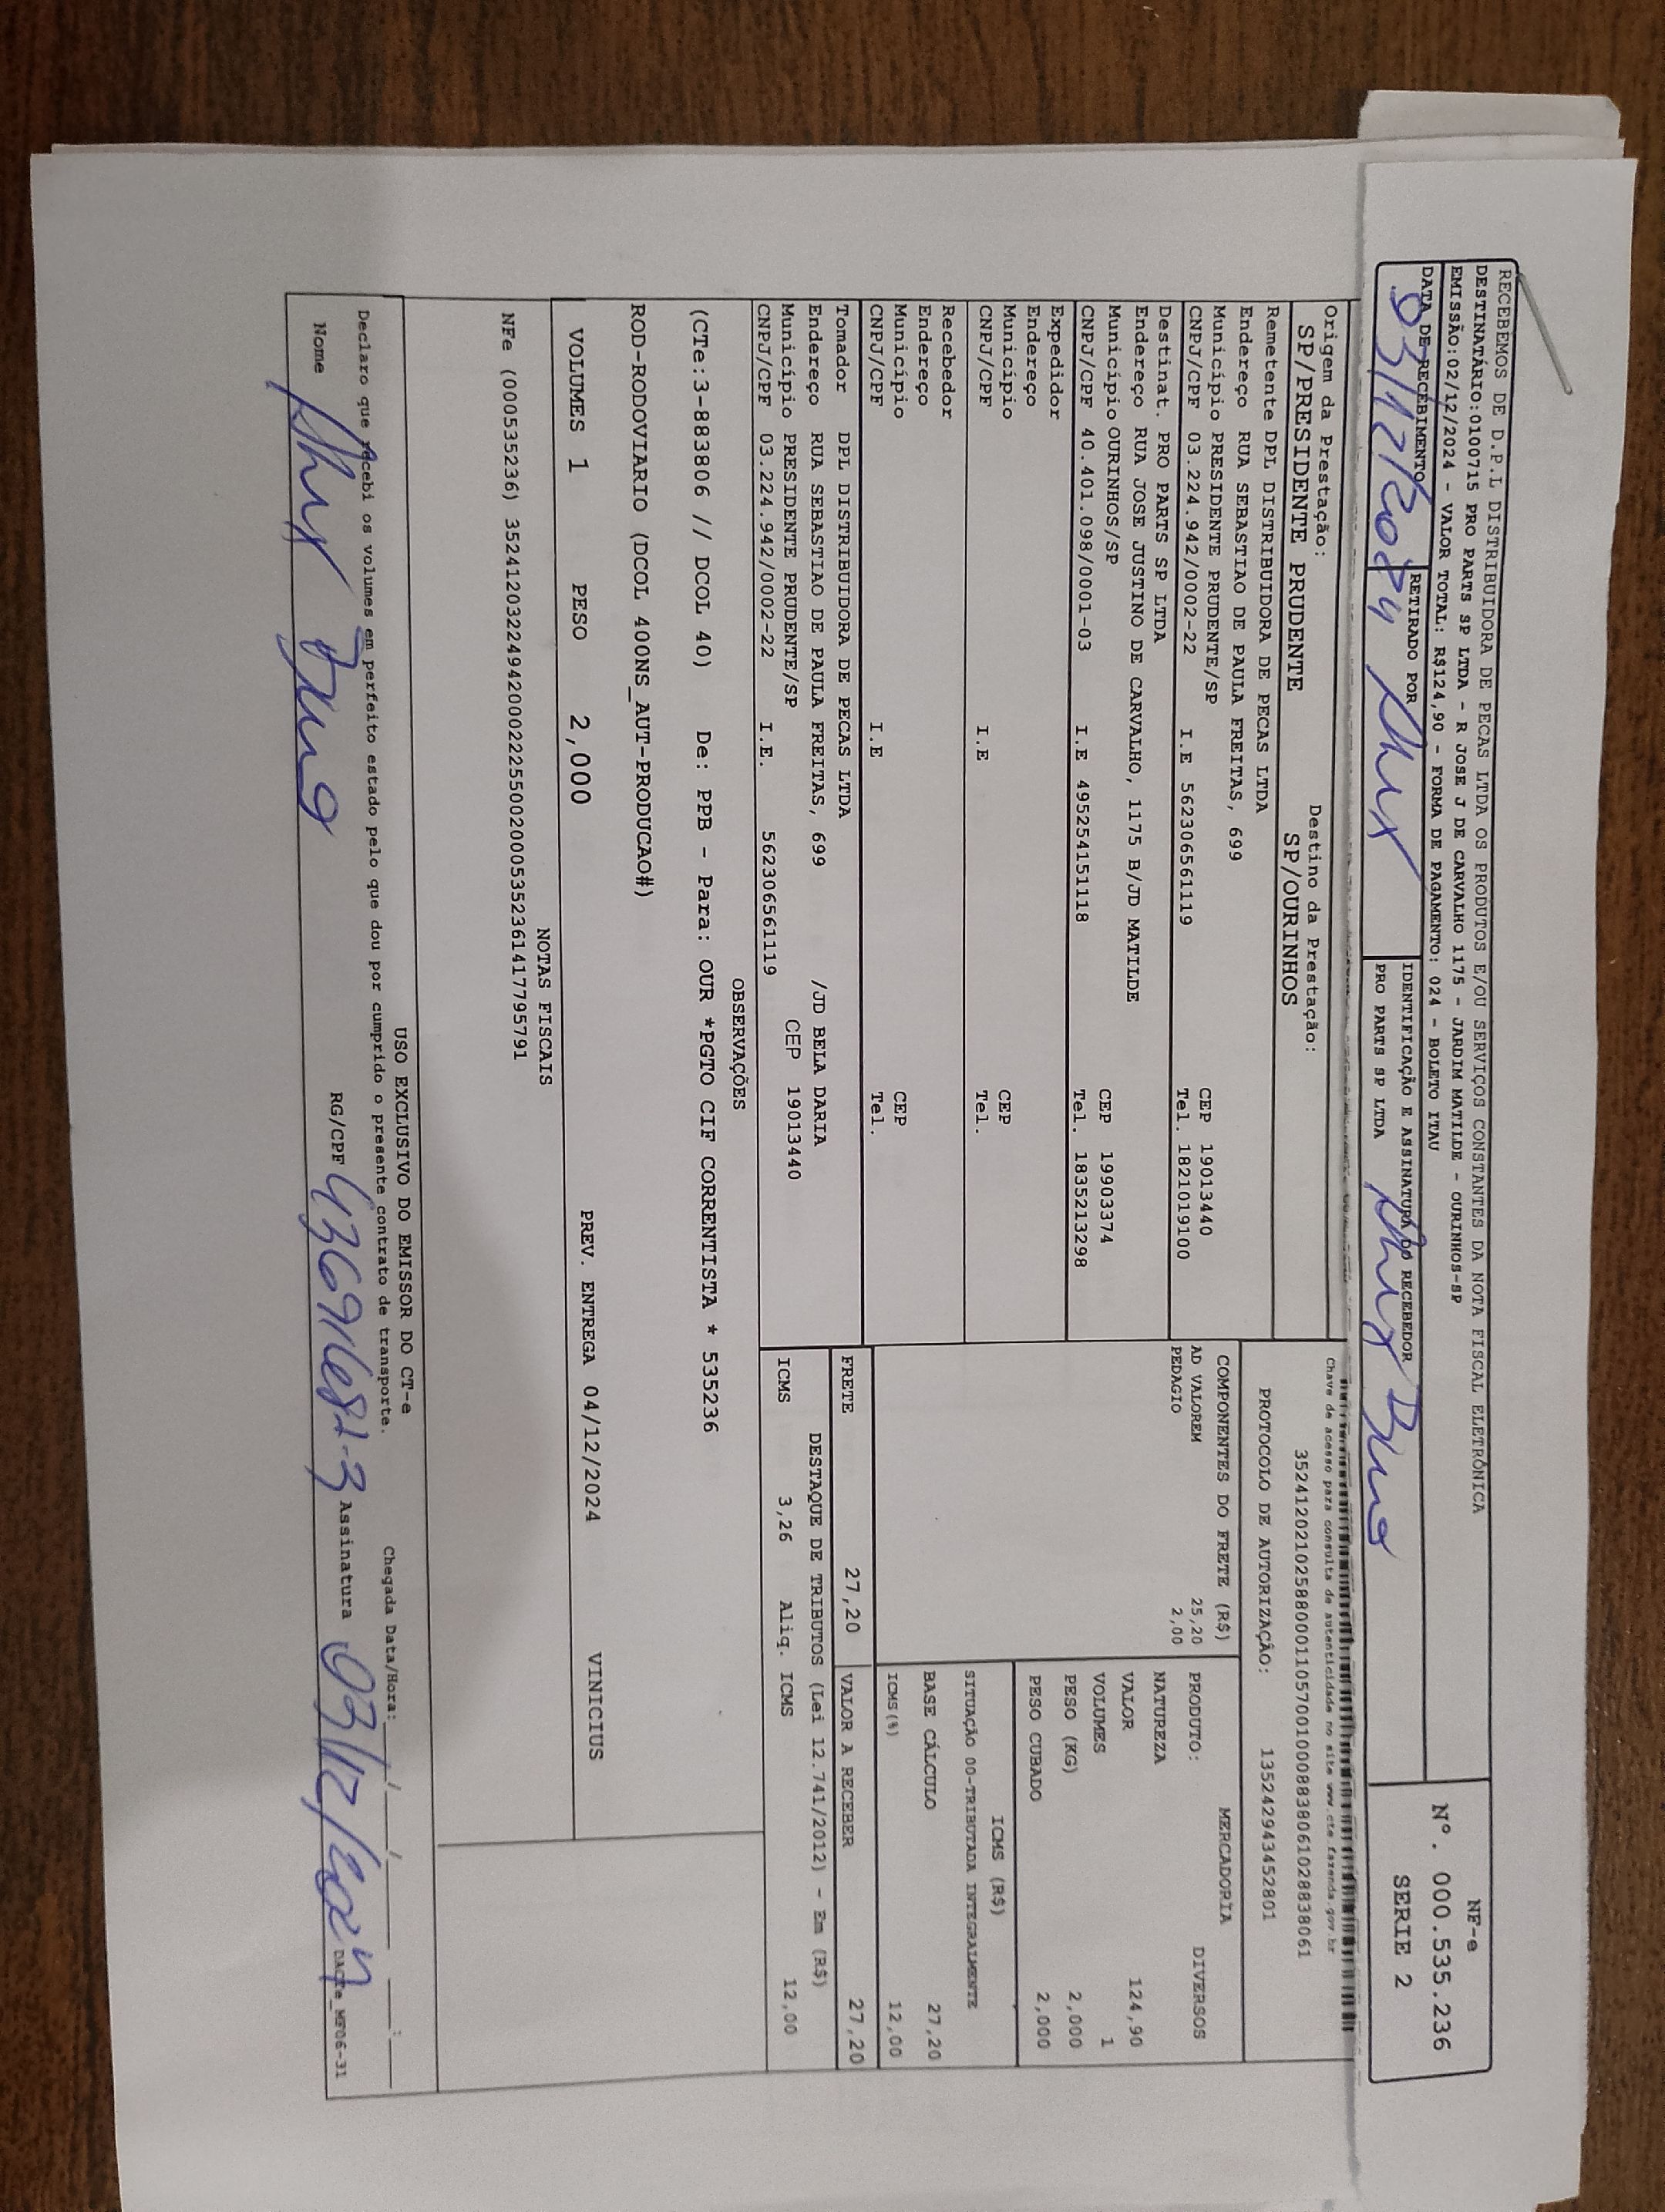 RECEBEMOS DE D.P.L DISTRIBUIDORA DE PECAS LTDA OS PRODUTOS E/OU SERVIÇOS CONSTANTES DA NOTA FISCAL ELETRÔNICA
DESTINATÁRIO:0100715 PRO PARTS SP LTDA - R JOSE J DE CARVALHO 1175 - JARDIM MATILDE - OURINHOS-SP
EMISSÃO:02/12/2024 - VALOR TOTAL: R$124,90 - FORMA DE PAGAMENTO: 024 - BOLETO ITAU
NF-e
Nº. 000.535.236
SERIE 2
DATA DE RECEBIMENTO
03/12/2024
RETIRADO POR
IDENTIFICAÇÃO E ASSINATURA DO RECEBEDOR
PRO PARTS SP LTDA
Chave de acesso para consulta de autenticidade no site www.cte.fazenda.gov.br
35241202102588000110570010008838061028838061
PROTOCOLO DE AUTORIZAÇÃO: 135242943452801
Origem da Prestação: Destino da Prestação:
SP/PRESIDENTE PRUDENTE SP/OURINHOS
Remetente DPL DISTRIBUIDORA DE PECAS LTDA
Endereço RUA SEBASTIAO DE PAULA FREITAS, 699
Município PRESIDENTE PRUDENTE/SP CEP 19013440
CNPJ/CPF 03.224.942/0002-22 I.E 562306561119 Tel. 1821019100
Destinat. PRO PARTS SP LTDA
Endereço RUA JOSE JUSTINO DE CARVALHO, 1175 B/JD MATILDE
Município OURINHOS/SP CEP 19903374
CNPJ/CPF 40.401.098/0001-03 I.E 495254151118 Tel. 1835213298
Expedidor
Endereço
Município CEP
CNPJ/CPF I.E Tel.
Recebedor
Endereço
Município CEP
CNPJ/CPF I.E Tel.
Tomador DPL DISTRIBUIDORA DE PECAS LTDA
Endereço RUA SEBASTIAO DE PAULA FREITAS, 699 /JD BELA DARIA
Município PRESIDENTE PRUDENTE/SP CEP 19013440
CNPJ/CPF 03.224.942/0002-22 I.E. 562306561119
COMPONENTES DO FRETE (R$)
AD VALOREM 25,20
PEDAGIO 2,00
MERCADORIA
PRODUTO: DIVERSOS
NATUREZA
VALOR 124,90
VOLUMES 1
PESO (KG) 2,000
PESO CUBADO 2,000
ICMS (R$)
SITUAÇÃO 00-TRIBUTADA INTEGRALMENTE
BASE CÁLCULO 27,20
ICMS(%) 12,00
FRETE 27,20 VALOR A RECEBER 27,20
DESTAQUE DE TRIBUTOS (Lei 12.741/2012) - Em (R$)
ICMS 3,26 Aliq. ICMS 12,00
OBSERVAÇÕES
(CTe:3-883806 // DCOL 40) De: PPB - Para: OUR *PGTO CIF CORRENTISTA * 535236
ROD-RODOVIARIO (DCOL 400NS_AUT-PRODUCAO#)
VOLUMES 1 PESO 2,000 PREV. ENTREGA 04/12/2024 VINICIUS
NOTAS FISCAIS
NFe (000535236) 35241203224942000222550020005352361417795791
USO EXCLUSIVO DO EMISSOR DO CT-e
Declaro que recebi os volumes em perfeito estado pelo que dou por cumprido o presente contrato de transporte. Chegada Data/Hora: ___/___/___ ___:___
Nome RG/CPF Assinatura 03/12/2024
DACTe_MF06-31